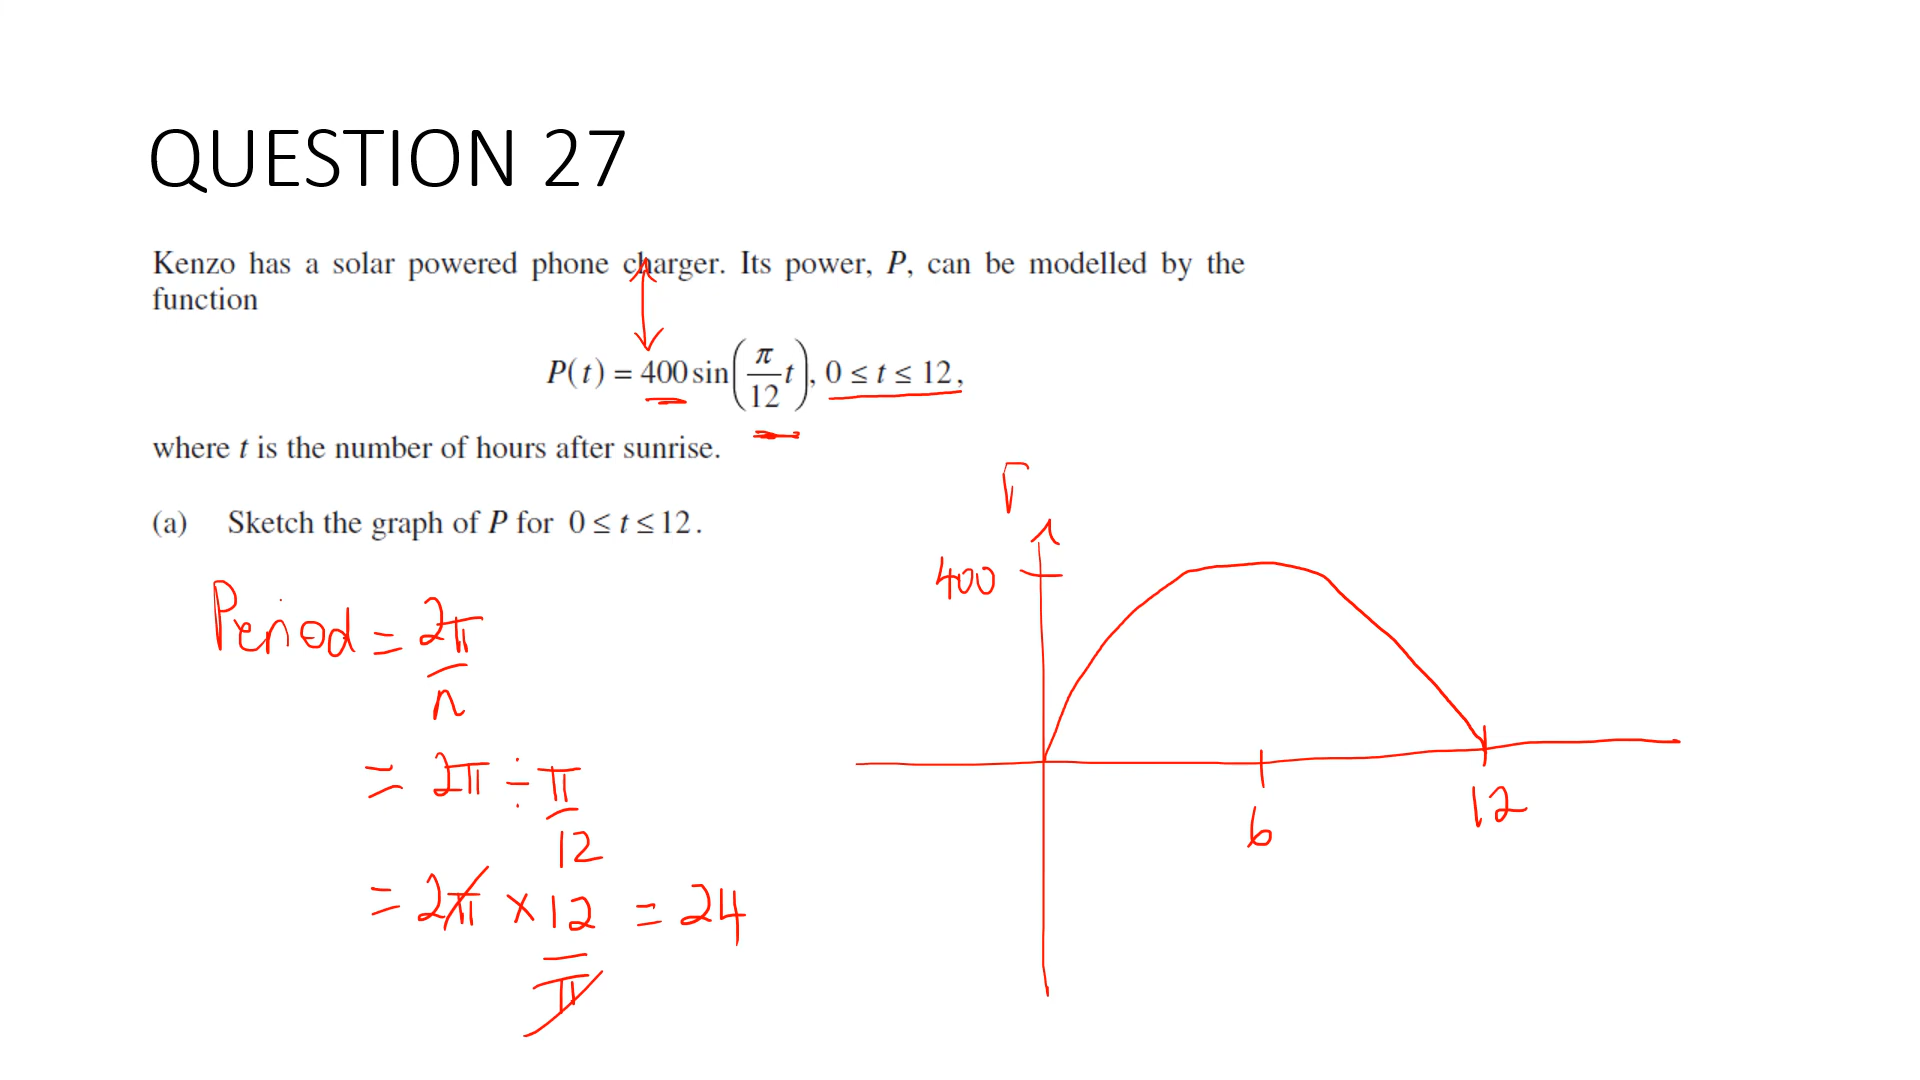 QUESTION 27
Kenzo has a solar powered phone charger. Its power, P, can be modelled by the
function
P(t) = 400 sin(π/12 t), 0 ≤ t ≤ 12,
where t is the number of hours after sunrise.
(a) Sketch the graph of P for 0 ≤ t ≤ 12.
Period = 2π/n
= 2π ÷ π/12
= 2π × 12/π = 24
400
6
12